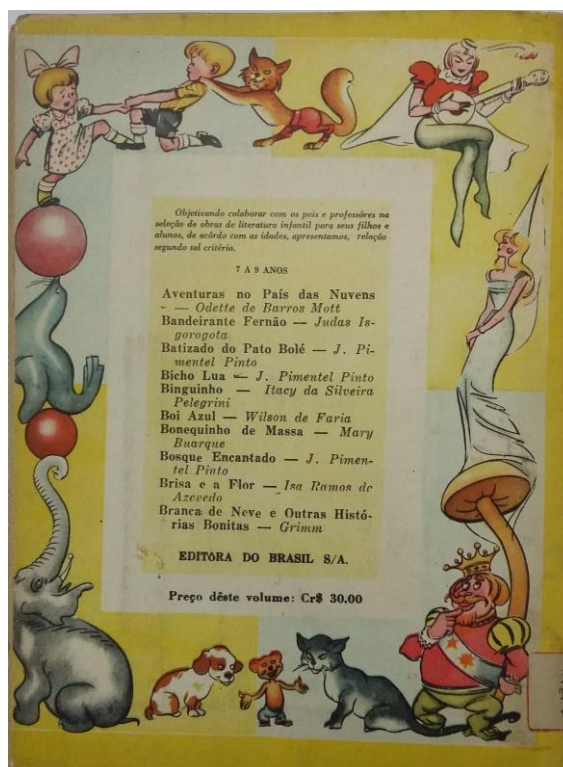 Objetivando colaborar com os pais e professôres na
seleção de obras de literatura infantil para seus filhos e
alunos, de acôrdo com as idades, apresentamos, relação
segundo tal critério.
7 A 9 ANOS
Aventuras no País das Nuvens
— Odette de Barros Mott
Bandeirante Fernão — Judas Is-
gorogota
Batizado do Pato Bolé — J. Pi-
mentel Pinto
Bicho Lua — J. Pimentel Pinto
Binguinho — Itacy da Silveira
Pelegrini
Boi Azul — Wilson de Faria
Bonequinho de Massa — Mary
Buarque
Bosque Encantado — J. Pimen-
tel Pinto
Brisa e a Flor — Isa Ramos de
Azevedo
Branca de Neve e Outras Histó-
rias Bonitas — Grimm
EDITÔRA DO BRASIL S/A.
Preço dêste volume: Cr$ 30.00